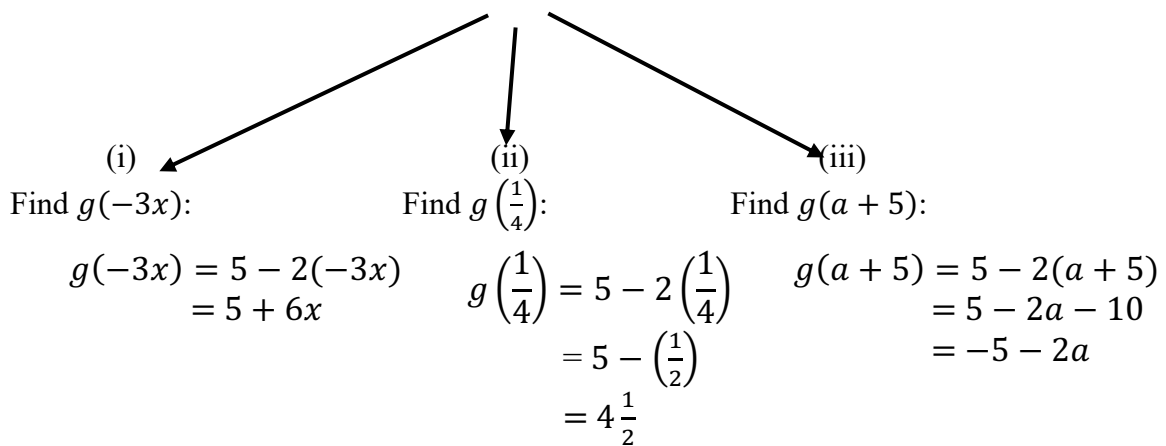 (i)
Find g(−3x):
g(−3x) = 5 − 2(−3x)
= 5 + 6x
(ii)
Find g(1/4):
g(1/4) = 5 − 2(1/4)
= 5 − (1/2)
= 4 1/2
(iii)
Find g(a + 5):
g(a + 5) = 5 − 2(a + 5)
= 5 − 2a − 10
= −5 − 2a